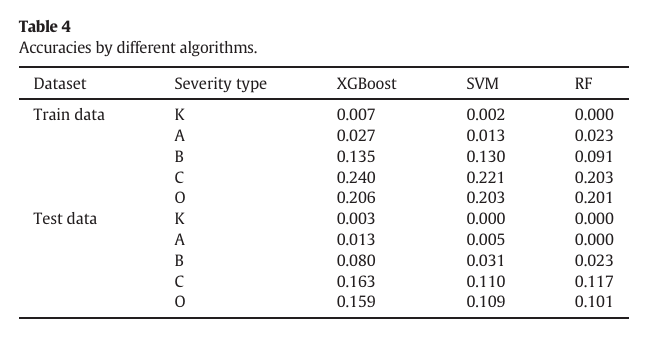 Table 4
Accuracies by different algorithms.
Dataset Severity type XGBoost SVM RF
Train data K 0.007 0.002 0.000
A 0.027 0.013 0.023
B 0.135 0.130 0.091
C 0.240 0.221 0.203
O 0.206 0.203 0.201
Test data K 0.003 0.000 0.000
A 0.013 0.005 0.000
B 0.080 0.031 0.023
C 0.163 0.110 0.117
O 0.159 0.109 0.101